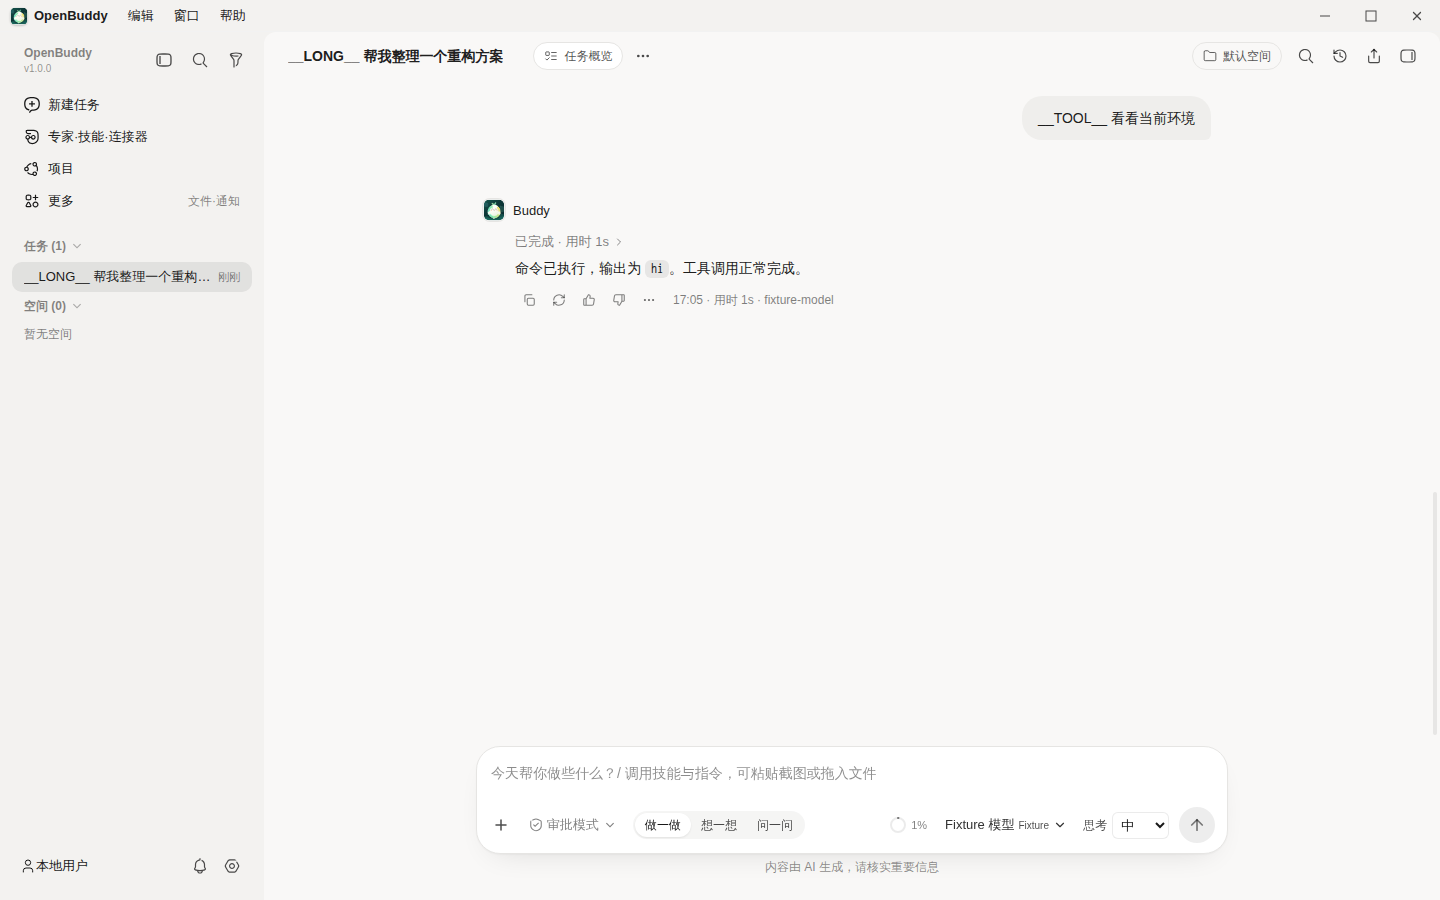 OpenBuddy 编辑 窗口 帮助
OpenBuddy
v1.0.0
新建任务
专家·技能·连接器
项目
更多 文件·通知
任务 (1)
__LONG__ 帮我整理一个重构... 刚刚
空间 (0)
暂无空间
本地用户
__LONG__ 帮我整理一个重构方案 任务概览 默认空间
__TOOL__ 看看当前环境
Buddy
已完成 · 用时 1s
命令已执行，输出为 hi。工具调用正常完成。
17:05 · 用时 1s · fixture-model
今天帮你做些什么？/ 调用技能与指令，可粘贴截图或拖入文件
审批模式 做一做 想一想 问一问 1% Fixture 模型 Fixture 思考 中
内容由 AI 生成，请核实重要信息